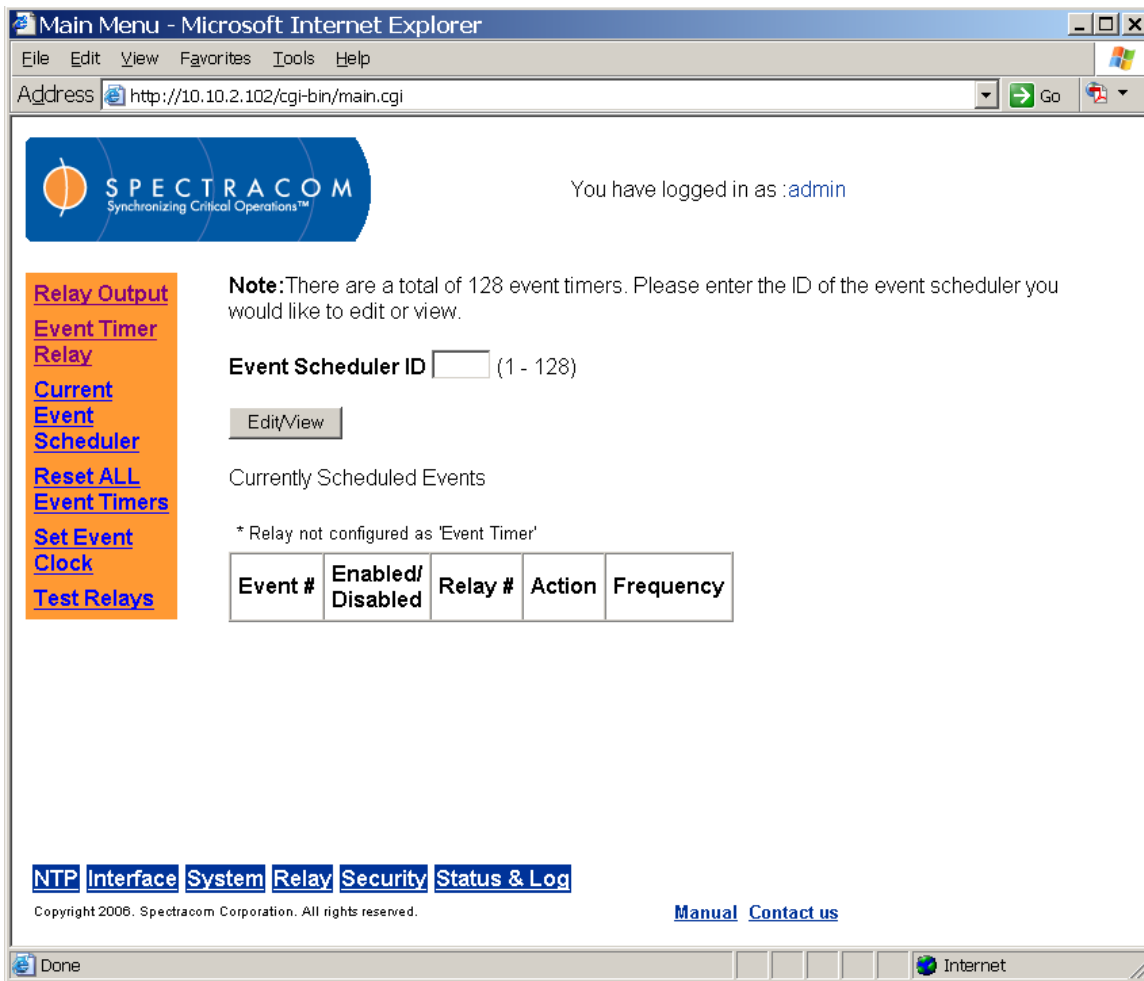 Main Menu - Microsoft Internet Explorer
File Edit View Favorites Tools Help
Address http://10.10.2.102/cgi-bin/main.cgi Go
SPECTRACOM
Synchronizing Critical Operations™
You have logged in as :admin
Relay Output
Event Timer
Relay
Current
Event
Scheduler
Reset ALL
Event Timers
Set Event
Clock
Test Relays
Note:There are a total of 128 event timers. Please enter the ID of the event scheduler you
would like to edit or view.
Event Scheduler ID (1 - 128)
Edit/View
Currently Scheduled Events
* Relay not configured as 'Event Timer'
Event # Enabled/ Disabled Relay # Action Frequency
NTP Interface System Relay Security Status & Log
Copyright 2006. Spectracom Corporation. All rights reserved.
Manual Contact us
Done Internet